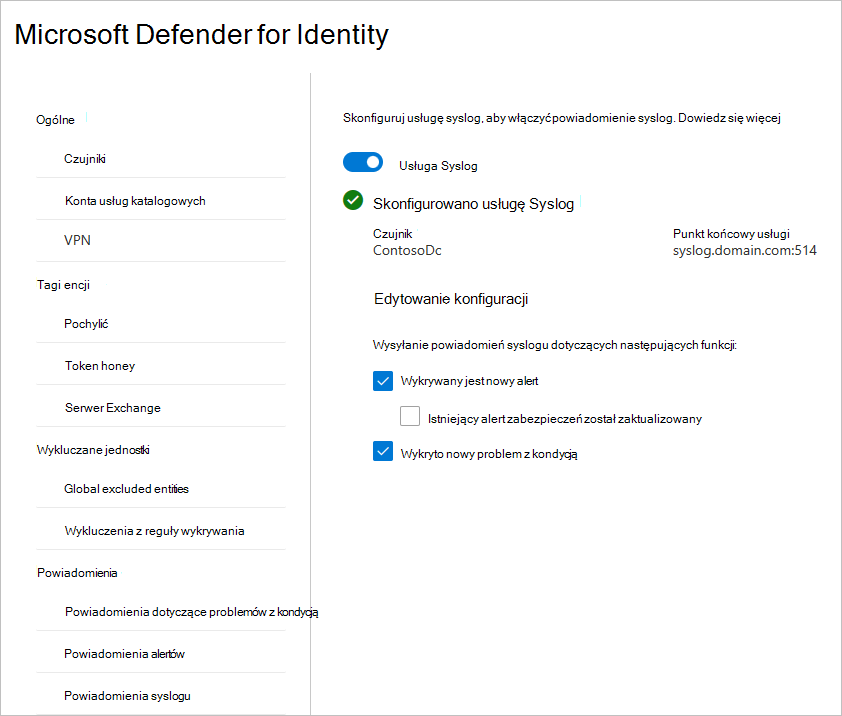 Microsoft Defender for Identity
Ogólne
Czujniki
Konta usług katalogowych
VPN
Tagi encji
Pochylić
Token honey
Serwer Exchange
Wykluczane jednostki
Global excluded entities
Wykluczenia z reguły wykrywania
Powiadomienia
Powiadomienia dotyczące problemów z kondycją
Powiadomienia alertów
Powiadomienia syslogu
Skonfiguruj usługę syslog, aby włączyć powiadomienie syslog. Dowiedz się więcej
Usługa Syslog
Skonfigurowano usługę Syslog
Czujnik
ContosoDc
Punkt końcowy usługi
syslog.domain.com:514
Edytowanie konfiguracji
Wysyłanie powiadomień syslogu dotyczących następujących funkcji:
Wykrywany jest nowy alert
Istniejący alert zabezpieczeń został zaktualizowany
Wykryto nowy problem z kondycją